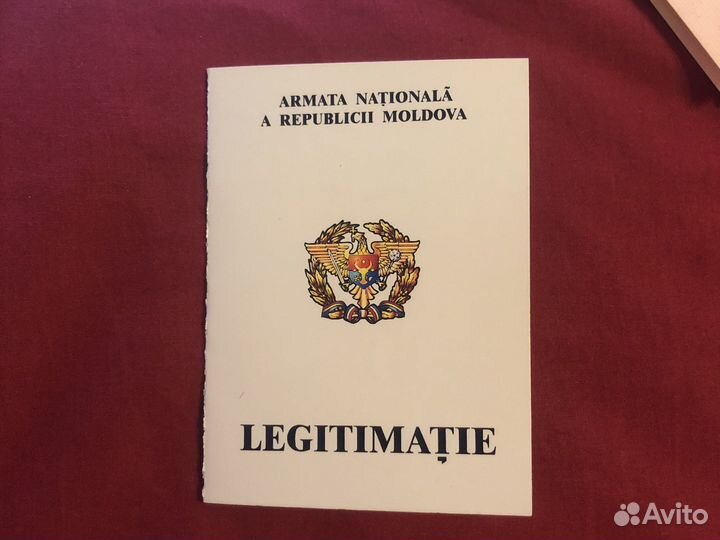 ARMATA NAȚIONALĂ
A REPUBLICII MOLDOVA
LEGITIMAȚIE
Avito